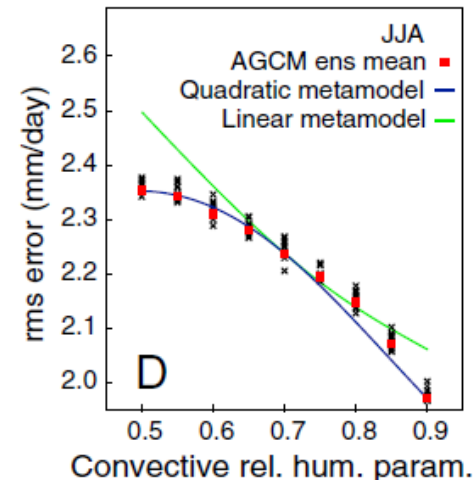 JJA
AGCM ens mean
Quadratic metamodel
Linear metamodel
rms error (mm/day)
2.6
2.5
2.4
2.3
2.2
2.1
2.0
D
0.5 0.6 0.7 0.8 0.9
Convective rel. hum. param.